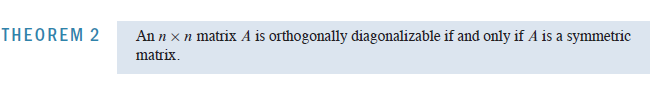 THEOREM 2 An n × n matrix A is orthogonally diagonalizable if and only if A is a symmetric
matrix.